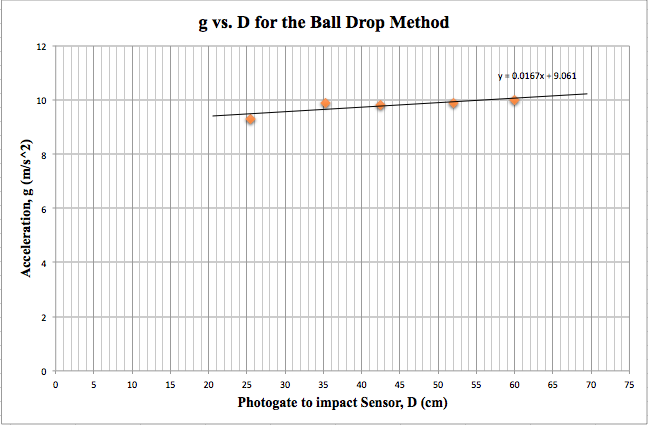 g vs. D for the Ball Drop Method
y = 0.0167x + 9.061
Acceleration, g (m/s^2)
12
10
8
6
4
2
0
0 5 10 15 20 25 30 35 40 45 50 55 60 65 70 75
Photogate to impact Sensor, D (cm)